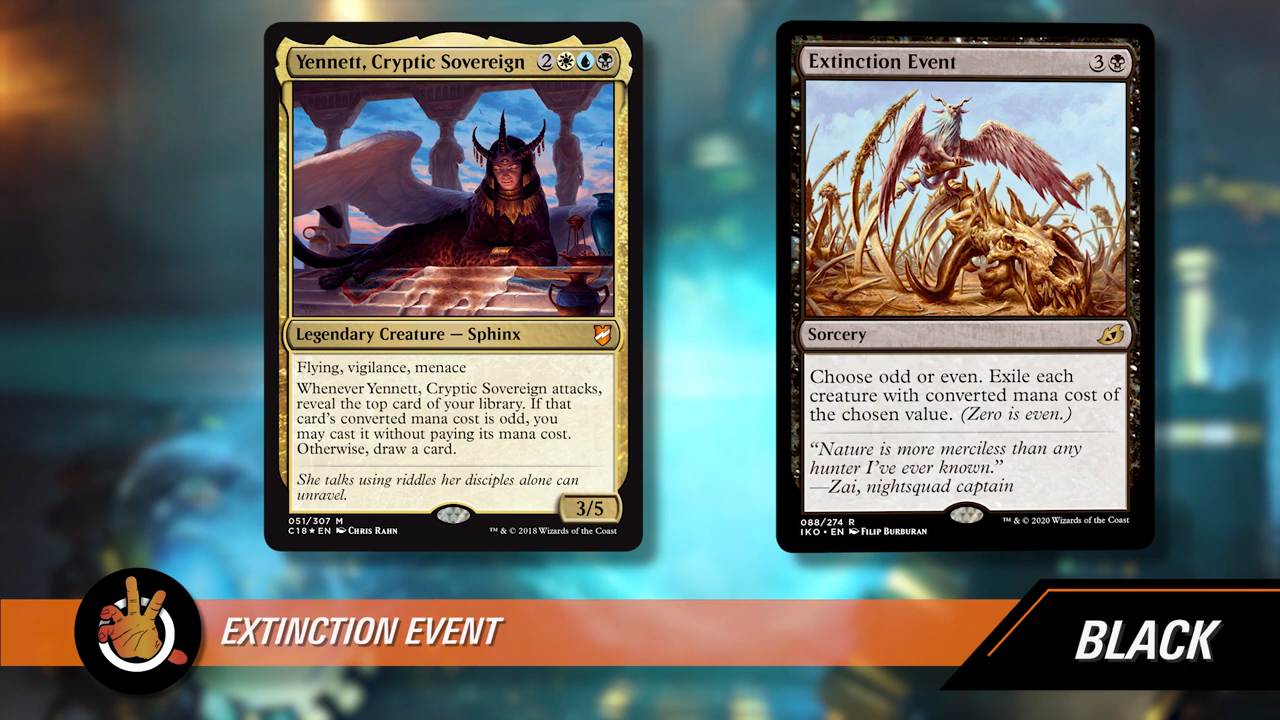 Yennett, Cryptic Sovereign 2
Legendary Creature — Sphinx
Flying, vigilance, menace
Whenever Yennett, Cryptic Sovereign attacks,
reveal the top card of your library. If that
card's converted mana cost is odd, you
may cast it without paying its mana cost.
Otherwise, draw a card.
She talks using riddles her disciples alone can
unravel.
3/5
051/307 M
C18★EN Chris Rahn
™ & © 2018 Wizards of the Coast
Extinction Event 3
Sorcery
Choose odd or even. Exile each
creature with converted mana cost of
the chosen value. (Zero is even.)
"Nature is more merciless than any
hunter I've ever known."
—Zai, nightsquad captain
088/274 R
IKO • EN Filip Burburan
™ & © 2020 Wizards of the Coast
EXTINCTION EVENT
BLACK